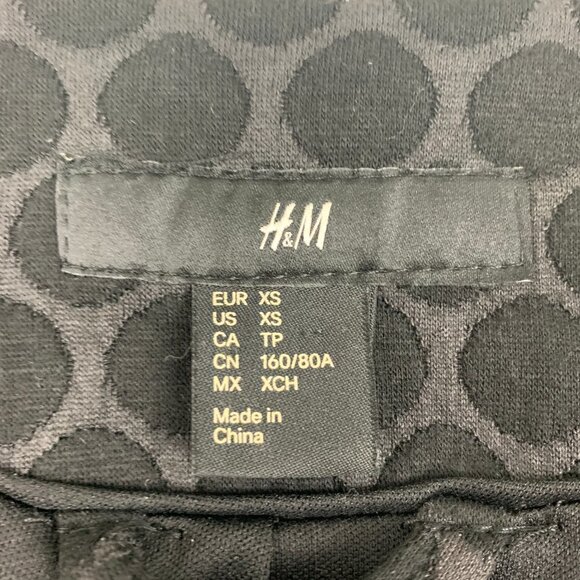 H&M
EUR XS
US XS
CA TP
CN 160/80A
MX XCH
Made in
China